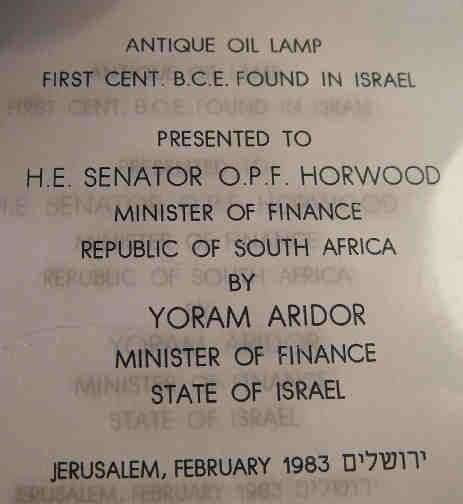 ANTIQUE OIL LAMP
FIRST CENT. B.C.E. FOUND IN ISRAEL
PRESENTED TO
H.E. SENATOR O.P.F. HORWOOD
MINISTER OF FINANCE
REPUBLIC OF SOUTH AFRICA
BY
YORAM ARIDOR
MINISTER OF FINANCE
STATE OF ISRAEL
JERUSALEM, FEBRUARY 1983 ירושלים